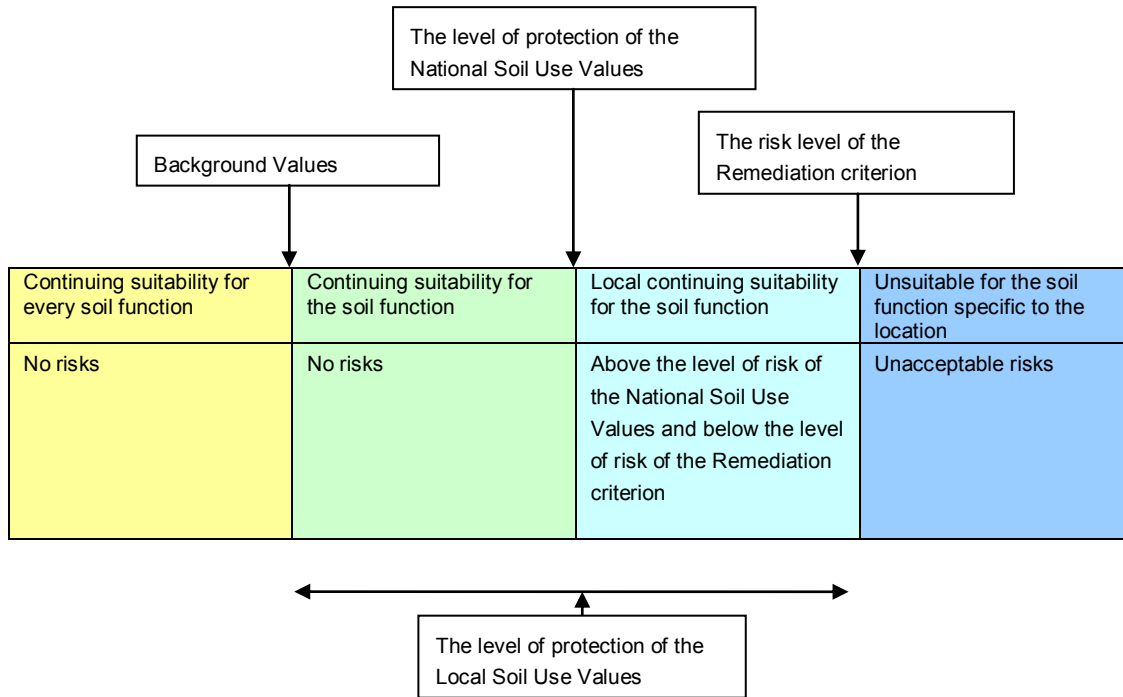 The level of protection of the
National Soil Use Values
Background Values
The risk level of the
Remediation criterion
Continuing suitability for
every soil function
Continuing suitability for
the soil function
Local continuing suitability
for the soil function
Unsuitable for the soil
function specific to the
location
No risks
No risks
Above the level of risk of
the National Soil Use
Values and below the level
of risk of the Remediation
criterion
Unacceptable risks
The level of protection of the
Local Soil Use Values